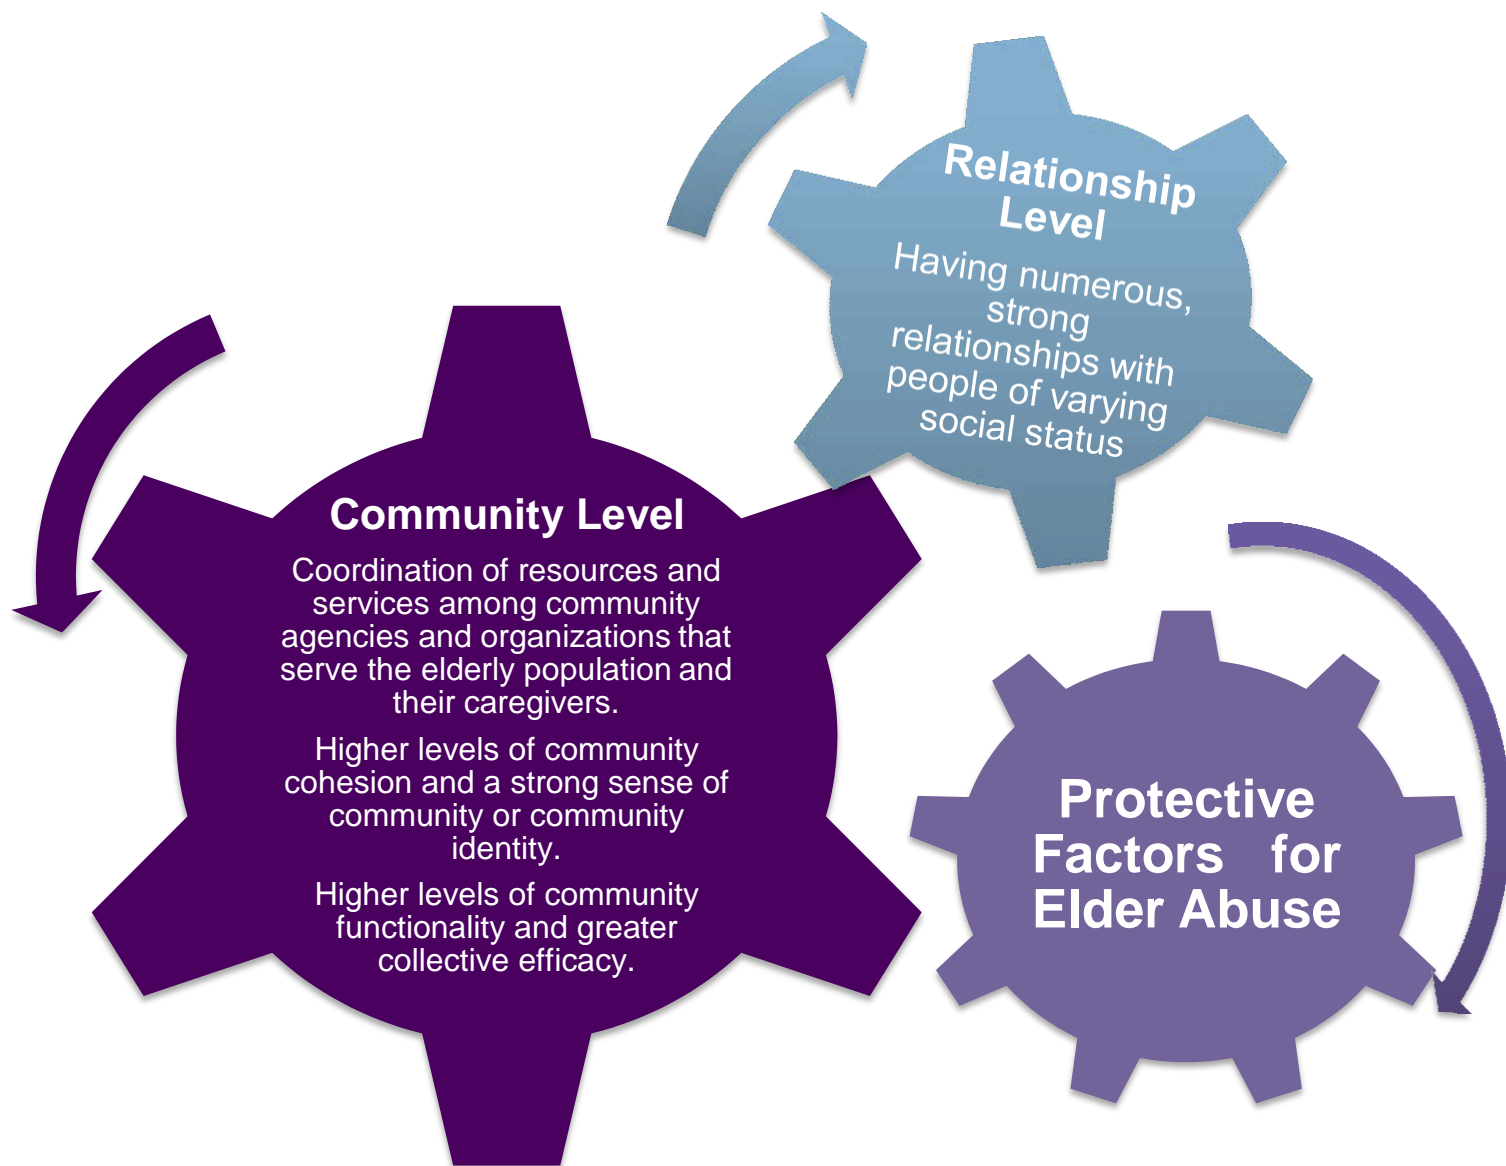 Relationship
Level
Having numerous,
strong
relationships with
people of varying
social status
Community Level
Coordination of resources and
services among community
agencies and organizations that
serve the elderly population and
their caregivers.
Higher levels of community
cohesion and a strong sense of
community or community
identity.
Higher levels of community
functionality and greater
collective efficacy.
Protective
Factors for
Elder Abuse